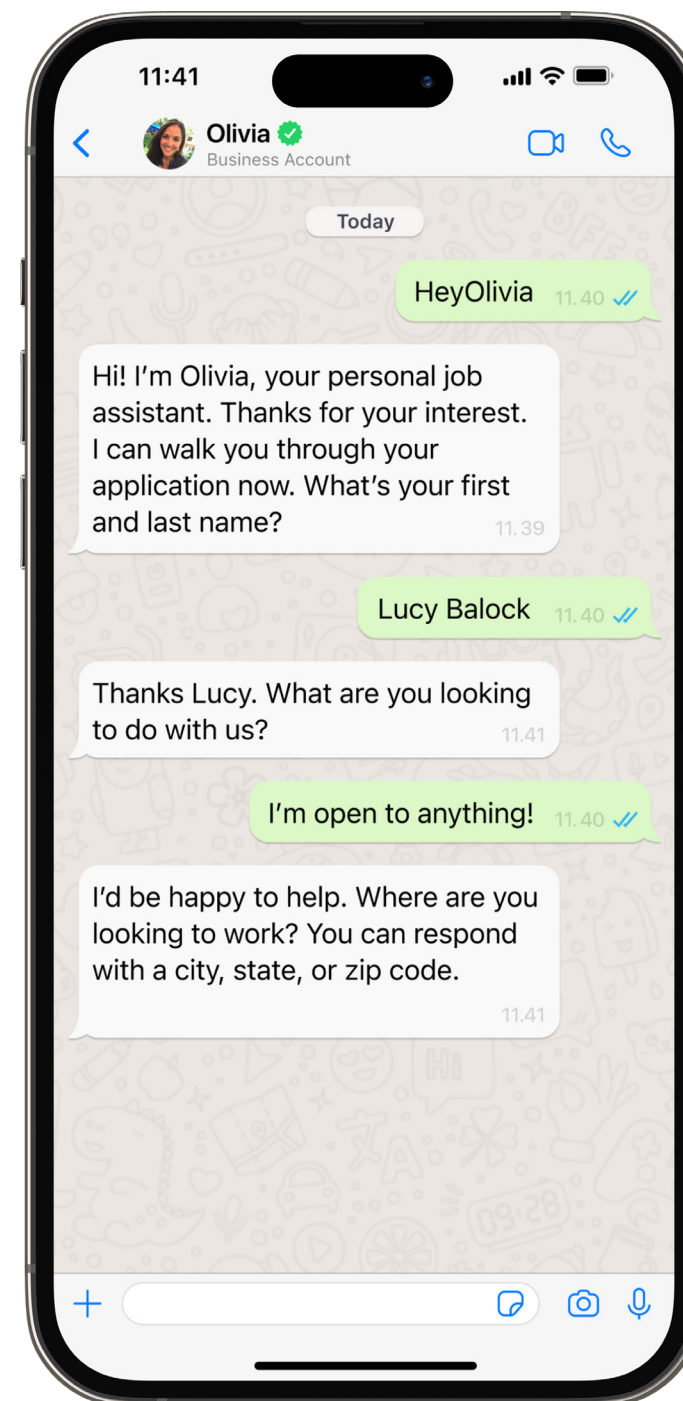 11:41
Olivia
Business Account
Today
HeyOlivia 11.40
Hi! I'm Olivia, your personal job
assistant. Thanks for your interest.
I can walk you through your
application now. What's your first
and last name? 11.39
Lucy Balock 11.40
Thanks Lucy. What are you looking
to do with us? 11.41
I'm open to anything! 11.40
I'd be happy to help. Where are you
looking to work? You can respond
with a city, state, or zip code.
11.41
Hi
09:28